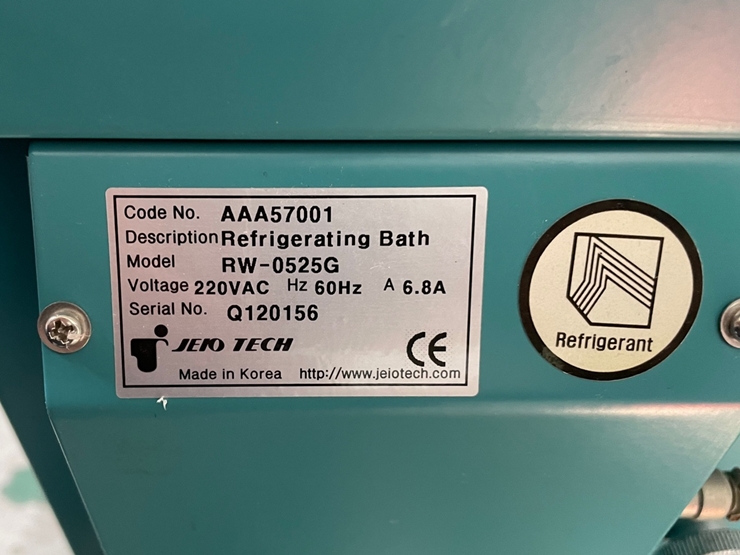 Code No. AAA57001
Description Refrigerating Bath
Model RW-0525G
Voltage 220VAC Hz 60Hz A 6.8A
Serial No. Q120156
JEIO TECH CE
Made in Korea http://www.jeiotech.com
Refrigerant